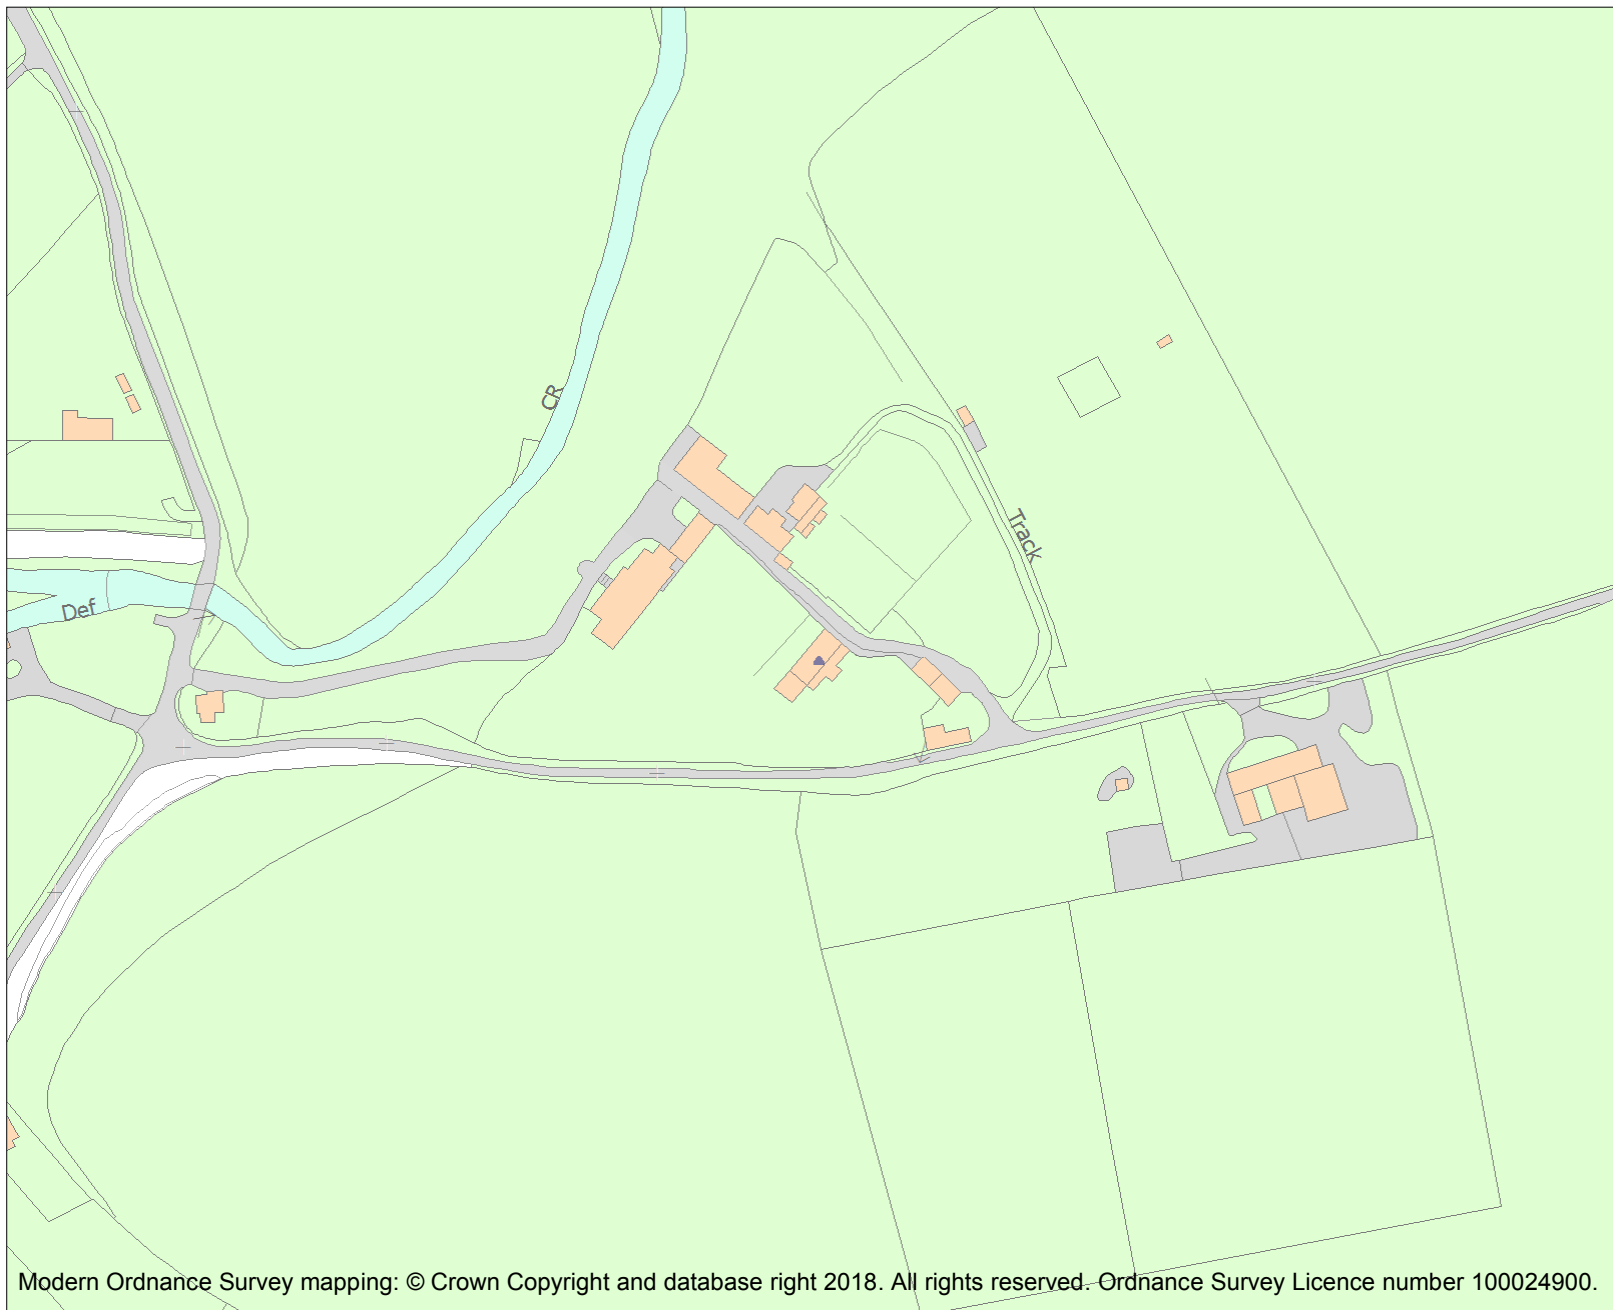 CR
Track
Def
Modern Ordnance Survey mapping: © Crown Copyright and database right 2018. All rights reserved. Ordnance Survey Licence number 100024900.